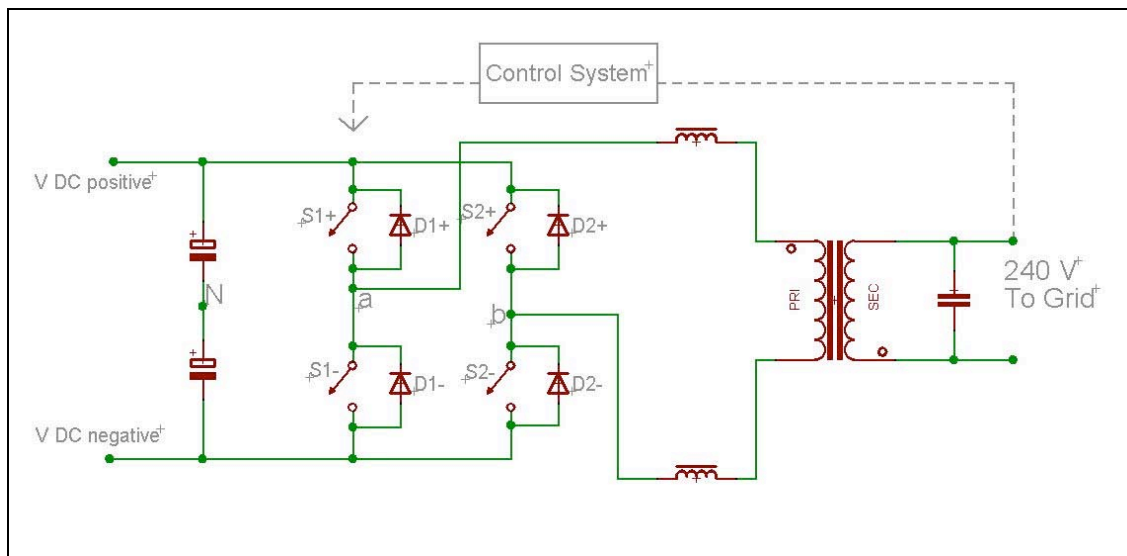 Control System
V DC positive
S1+
D1+
S2+
D2+
N
a
b
PRI
SEC
240 V
To Grid
S1-
D1-
S2-
D2-
V DC negative